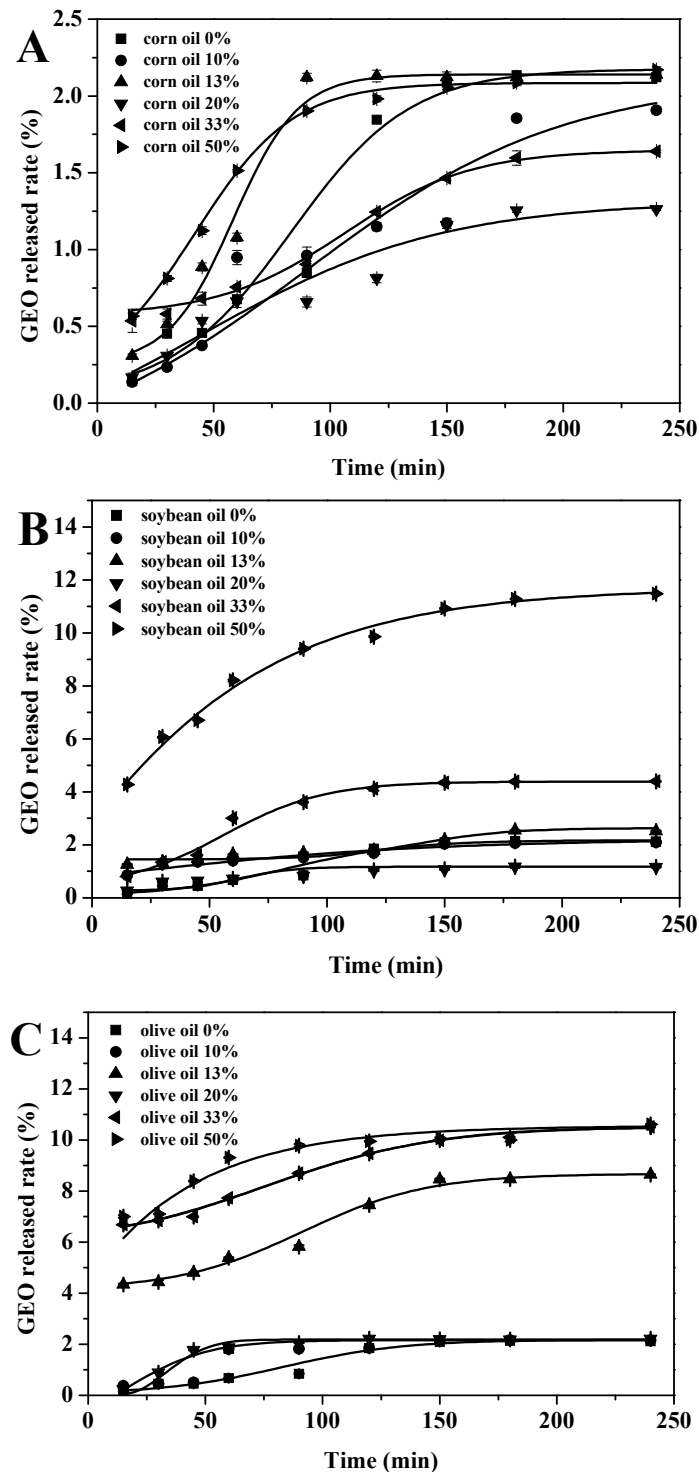 A
corn oil 0%
corn oil 10%
corn oil 13%
corn oil 20%
corn oil 33%
corn oil 50%
GEO released rate (%)
2.5
2.0
1.5
1.0
0.5
0.0
0 50 100 150 200 250
Time (min)
B
soybean oil 0%
soybean oil 10%
soybean oil 13%
soybean oil 20%
soybean oil 33%
soybean oil 50%
GEO released rate (%)
14
12
10
8
6
4
2
0
0 50 100 150 200 250
Time (min)
C
olive oil 0%
olive oil 10%
olive oil 13%
olive oil 20%
olive oil 33%
olive oil 50%
GEO released rate (%)
14
12
10
8
6
4
2
0
0 50 100 150 200 250
Time (min)